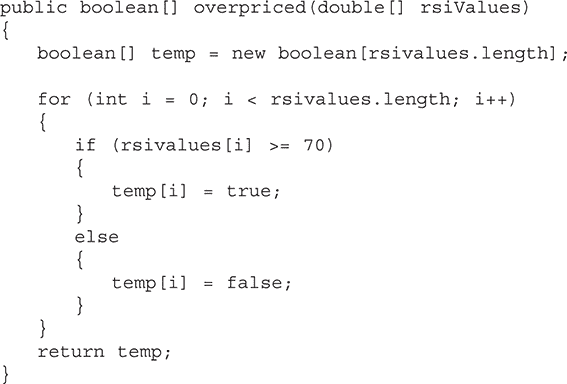 public boolean[] overpriced(double[] rsiValues)
{
   boolean[] temp = new boolean[rsivalues.length];

   for (int i = 0; i < rsivalues.length; i++)
   {
      if (rsivalues[i] >= 70)
      {
         temp[i] = true;
      }
      else
      {
         temp[i] = false;
      }
   }
   return temp;
}